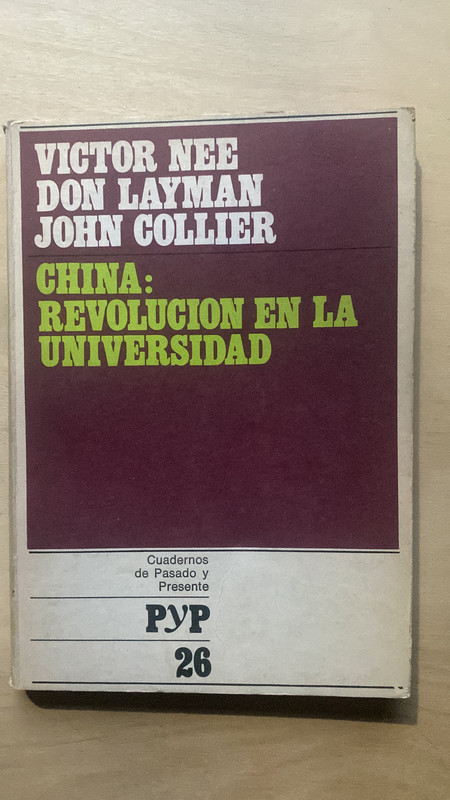 VICTOR NEE
DON LAYMAN
JOHN COLLIER
CHINA:
REVOLUCION EN LA
UNIVERSIDAD
Cuadernos
de Pasado y
Presente
PyP
26